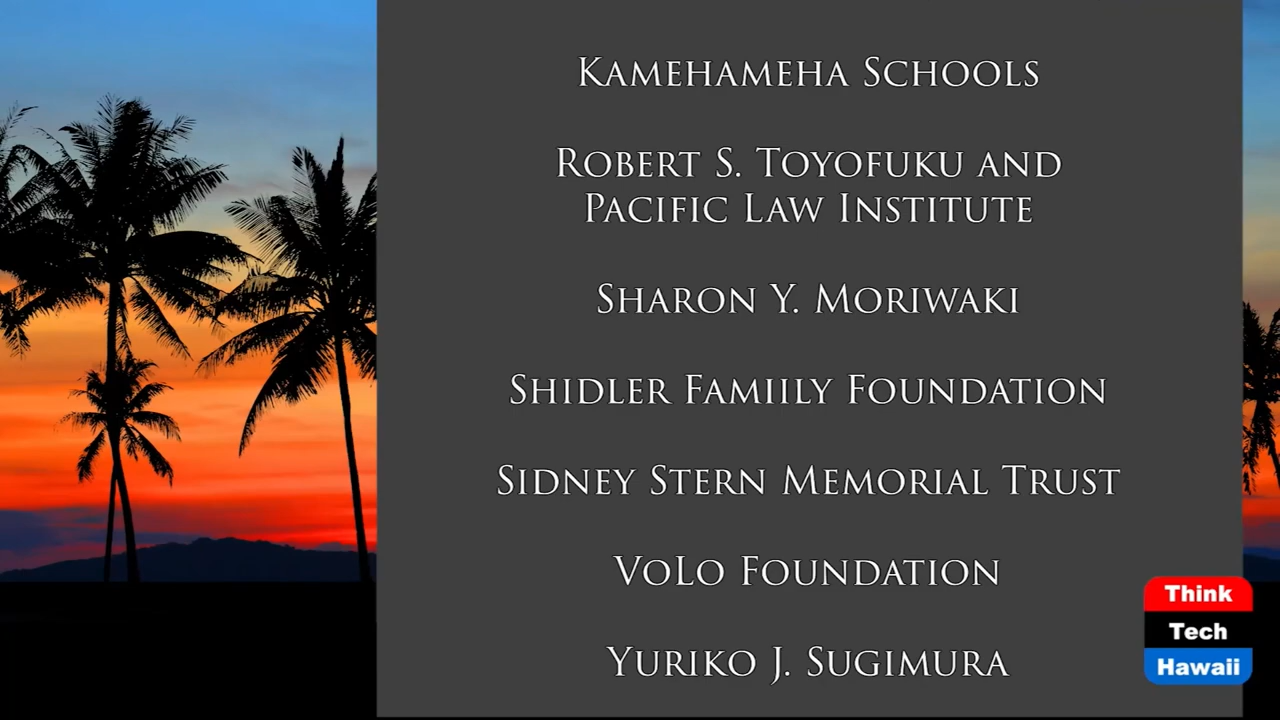 Kamehameha Schools
Robert S. Toyofuku and
Pacific Law Institute
Sharon Y. Moriwaki
Shidler Famiily Foundation
Sidney Stern Memorial Trust
VoLo Foundation
Yuriko J. Sugimura
Think
Tech
Hawaii